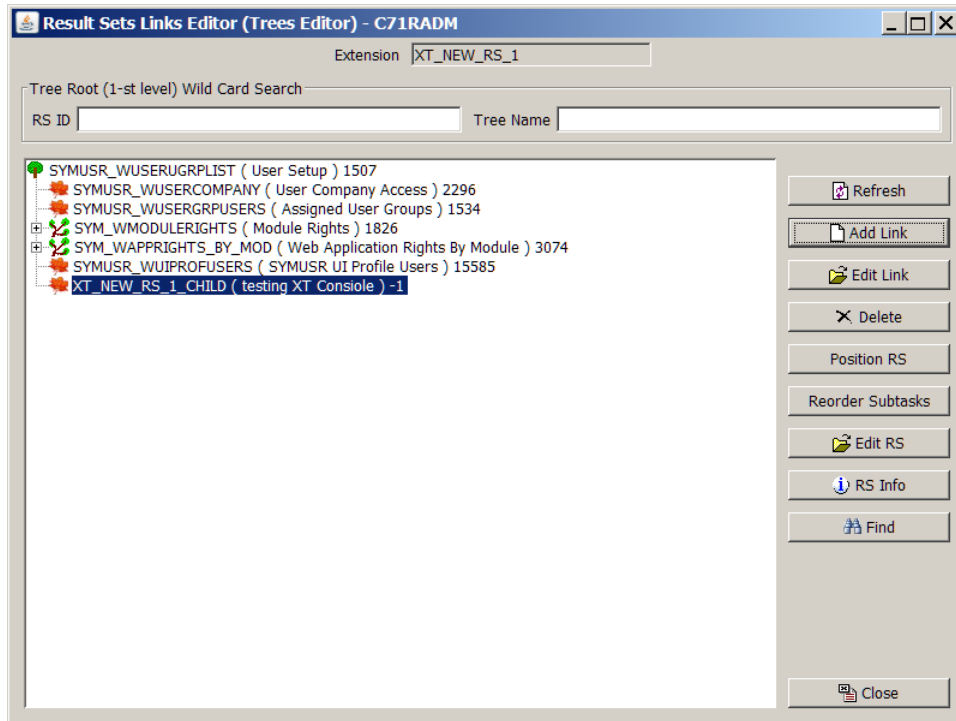 Result Sets Links Editor (Trees Editor) - C71RADM
Extension XT_NEW_RS_1
Tree Root (1-st level) Wild Card Search
RS ID Tree Name
SYMUSR_WUSERUGRPLIST ( User Setup ) 1507
SYMUSR_WUSERCOMPANY ( User Company Access ) 2296
SYMUSR_WUSERGRPUSERS ( Assigned User Groups ) 1534
SYM_WMODULERIGHTS ( Module Rights ) 1826
SYM_WAPPRIGHTS_BY_MOD ( Web Application Rights By Module ) 3074
SYMUSR_WUIPROFUSERS ( SYMUSR UI Profile Users ) 15585
XT_NEW_RS_1_CHILD ( testing XT Consiole ) -1
Refresh
Add Link
Edit Link
Delete
Position RS
Reorder Subtasks
Edit RS
RS Info
Find
Close